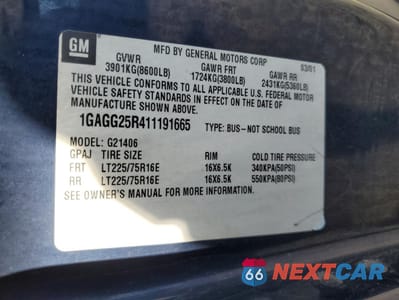 GM
MFD BY GENERAL MOTORS CORP 03/01
GVWR GAWR FRT GAWR RR
3901KG(8600LB) 1724KG(3800LB) 2431KG(5360LB)
THIS VEHICLE CONFORMS TO ALL APPLICABLE U.S. FEDERAL MOTOR
VEHICLE SAFETY STANDARDS IN EFFECT ON THE DATE OF
MANUFACTURE SHOWN ABOVE.
1GAGG25R411191665 TYPE: BUS–NOT SCHOOL BUS
MODEL: G21406
GPAJ TIRE SIZE RIM COLD TIRE PRESSURE
FRT LT225/75R16E 16X6.5K 340KPA(50PSI)
RR LT225/75R16E 16X6.5K 550KPA(80PSI)
SEE OWNER'S MANUAL FOR MORE INFORMATION.
66 NEXTCAR